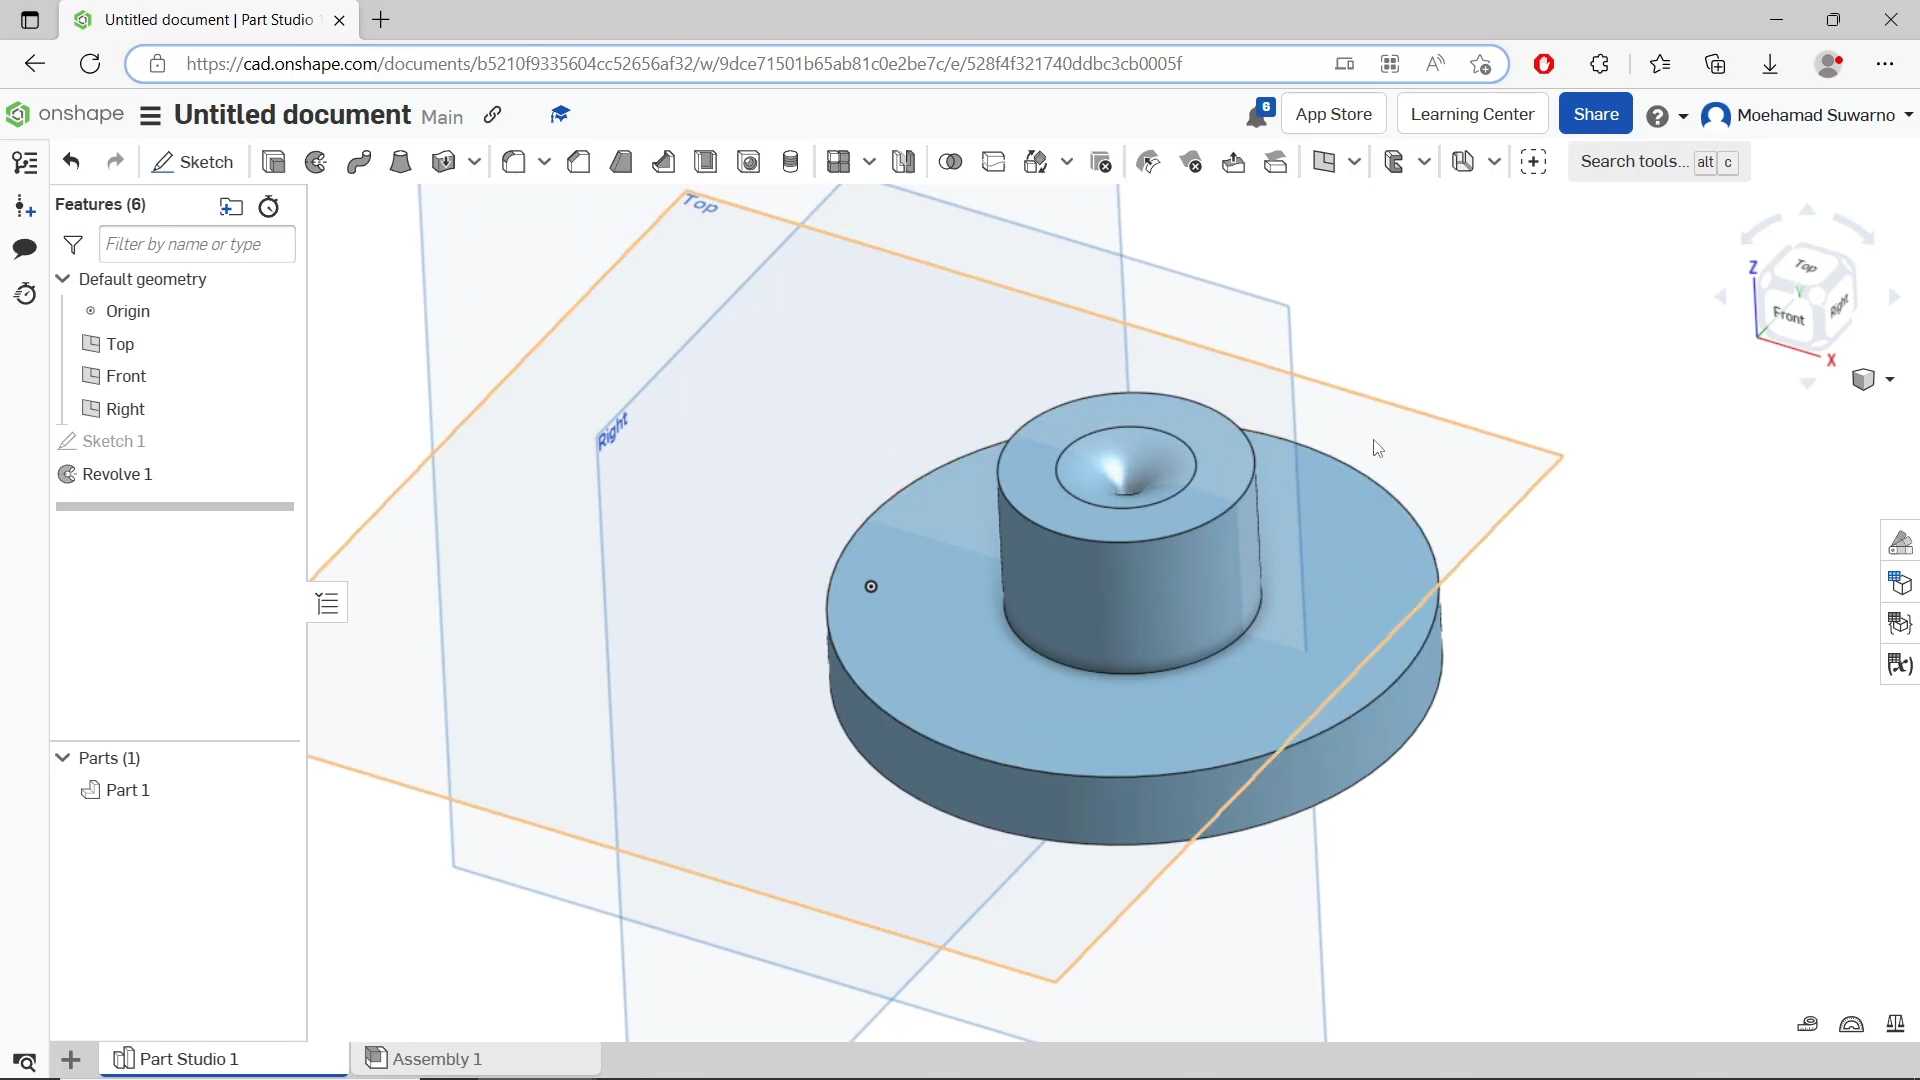 Untitled document | Part Studio 1
https://cad.onshape.com/documents/b5210f9335604cc52656af32/w/9dce71501b65ab81c0e2be7c/e/528f4f321740ddbc3cb0005f
onshape Untitled document Main 6 App Store Learning Center Share Moehamad Suwarno
Sketch Search tools... alt c
Features (6)
Filter by name or type
Default geometry
Origin
Top
Front
Right
Sketch 1
Revolve 1
Parts (1)
Part 1
Top
Right
Z
Top
Y
Front
Right
X
Part Studio 1 Assembly 1